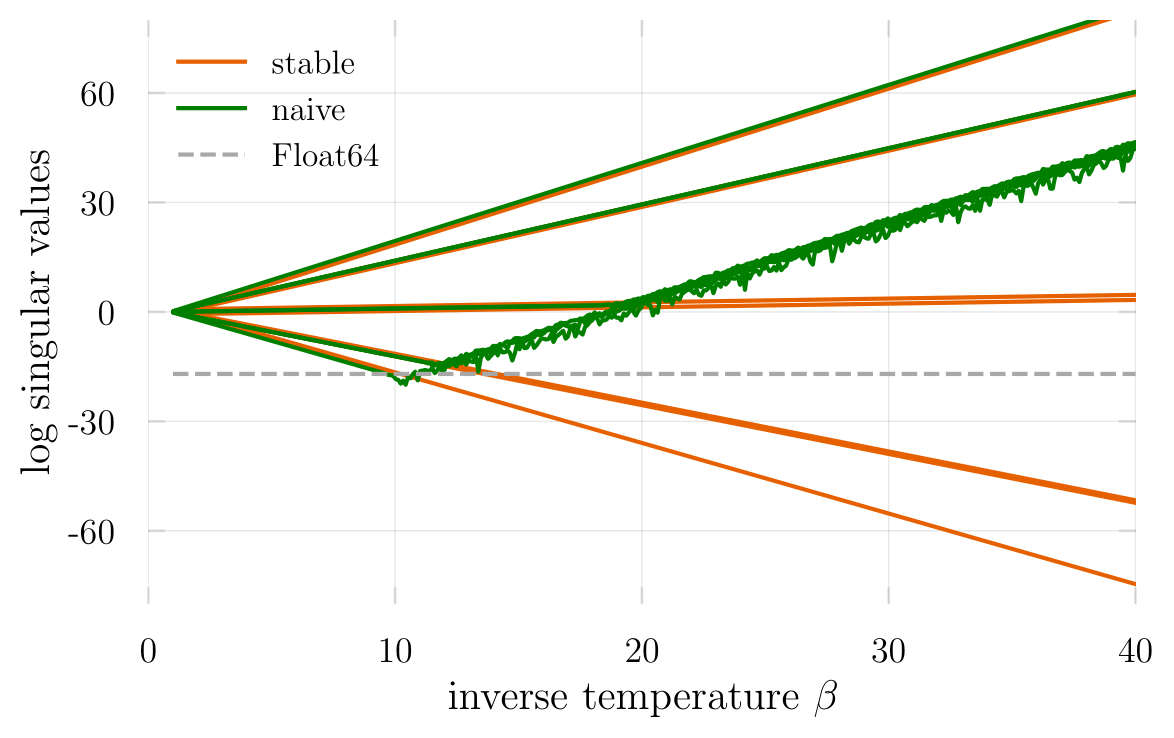 stable
naive
Float64
60
30
0
-30
-60
log singular values
0
10
20
30
40
inverse temperature β